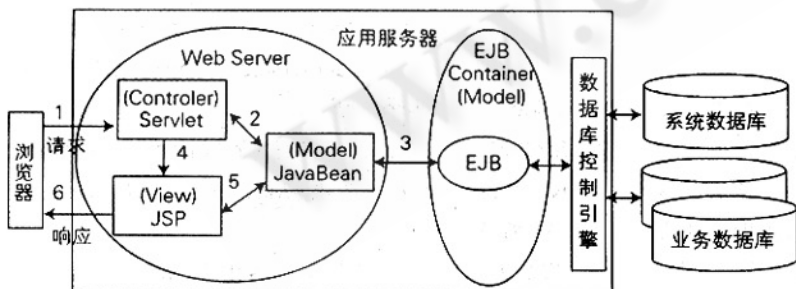 应用服务器
Web Server
EJB
Container
(Model)
1
请求
浏览器
(Controler)
Servlet
2
4
(Model)
JavaBean
3
EJB
数据库控制引擎
系统数据库
6
响应
(View)
JSP
5
业务数据库
www.